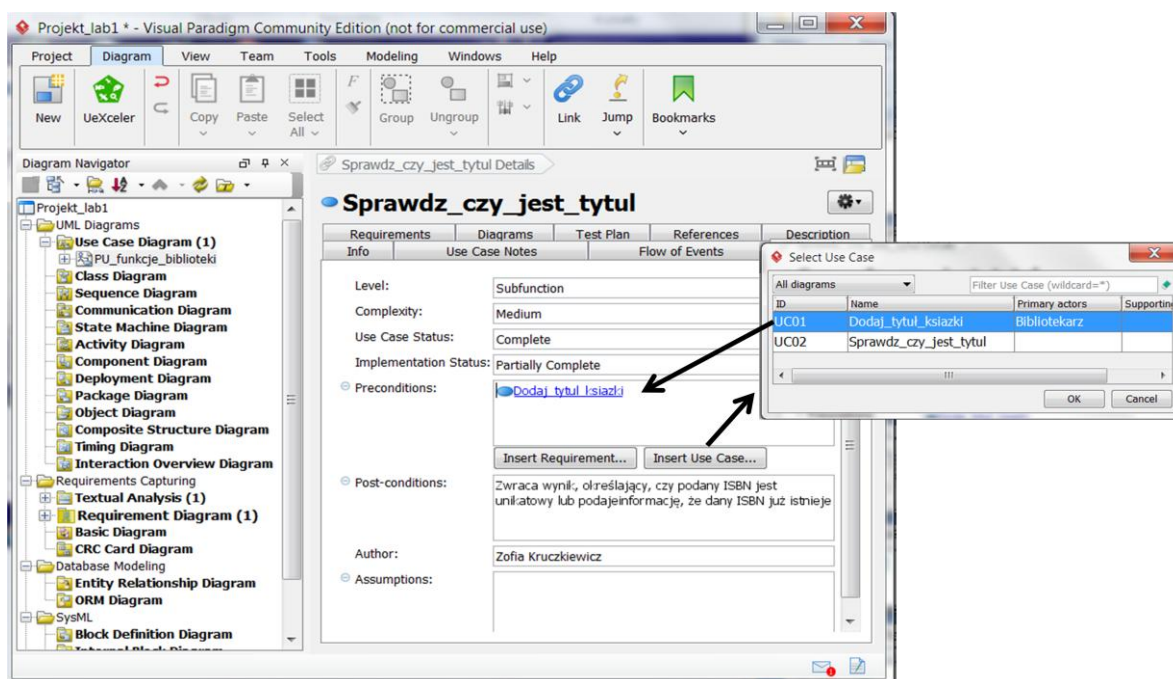 Projekt_lab1 * - Visual Paradigm Community Edition (not for commercial use)
Project Diagram View Team Tools Modeling Windows Help
New UeXceler Copy Paste Select All F Group Ungroup Link Jump Bookmarks
Diagram Navigator
Projekt_lab1
UML Diagrams
Use Case Diagram (1)
PU_funkcje_biblioteki
Class Diagram
Sequence Diagram
Communication Diagram
State Machine Diagram
Activity Diagram
Component Diagram
Deployment Diagram
Package Diagram
Object Diagram
Composite Structure Diagram
Timing Diagram
Interaction Overview Diagram
Requirements Capturing
Textual Analysis (1)
Requirement Diagram (1)
Basic Diagram
CRC Card Diagram
Database Modeling
Entity Relationship Diagram
ORM Diagram
SysML
Block Definition Diagram
Sprawdz_czy_jest_tytul Details
Sprawdz_czy_jest_tytul
Requirements Diagrams Test Plan References Description
Info Use Case Notes Flow of Events
Level: Subfunction
Complexity: Medium
Use Case Status: Complete
Implementation Status: Partially Complete
Preconditions: Dodaj_tytul_ksiazki
Insert Requirement... Insert Use Case...
Post-conditions: Zwraca wynik, określający, czy podany ISBN jest
unikatowy lub podajeinformację, że dany ISBN już istnieje
Author: Zofia Kruczkiewicz
Assumptions:
Select Use Case
All diagrams Filter Use Case (wildcard=*)
ID Name Primary actors Supporting
UC01 Dodaj_tytuł_ksiazki Bibliotekarz
UC02 Sprawdz_czy_jest_tytul
OK Cancel